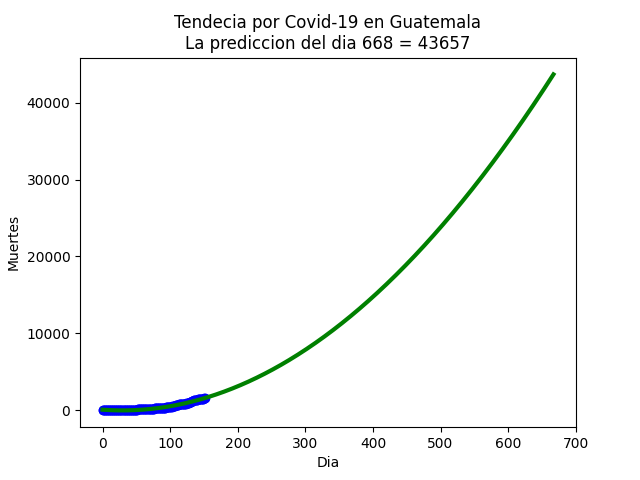 Tendecia por Covid-19 en Guatemala
La prediccion del dia 668 = 43657
Muertes
40000
30000
20000
10000
0
0 100 200 300 400 500 600 700
Dia